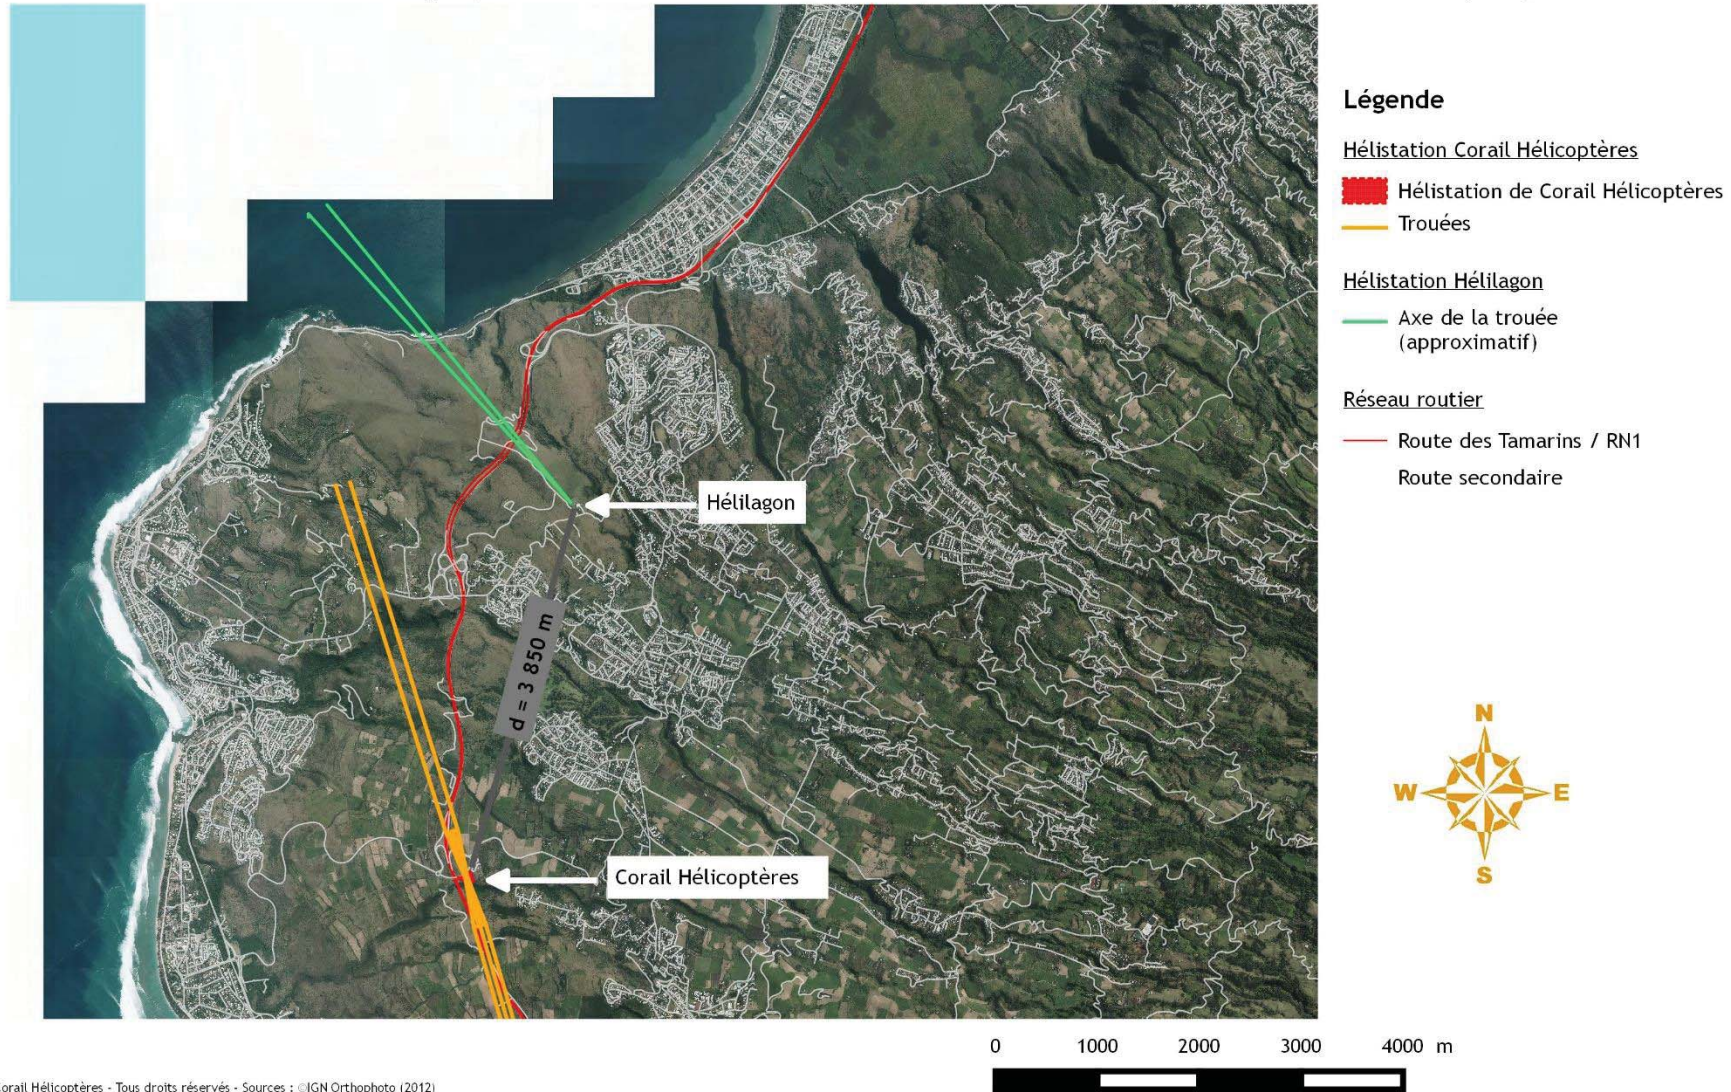 Légende
Hélistation Corail Hélicoptères
Hélistation de Corail Hélicoptères
Trouées
Hélistation Hélilagon
Axe de la trouée
(approximatif)
Réseau routier
Route des Tamarins / RN1
Route secondaire
Hélilagon
d = 3 850 m
Corail Hélicoptères
N
W
E
S
0 1000 2000 3000 4000 m
Corail Hélicoptères - Tous droits réservés - Sources : ©IGN Orthophoto (2012)